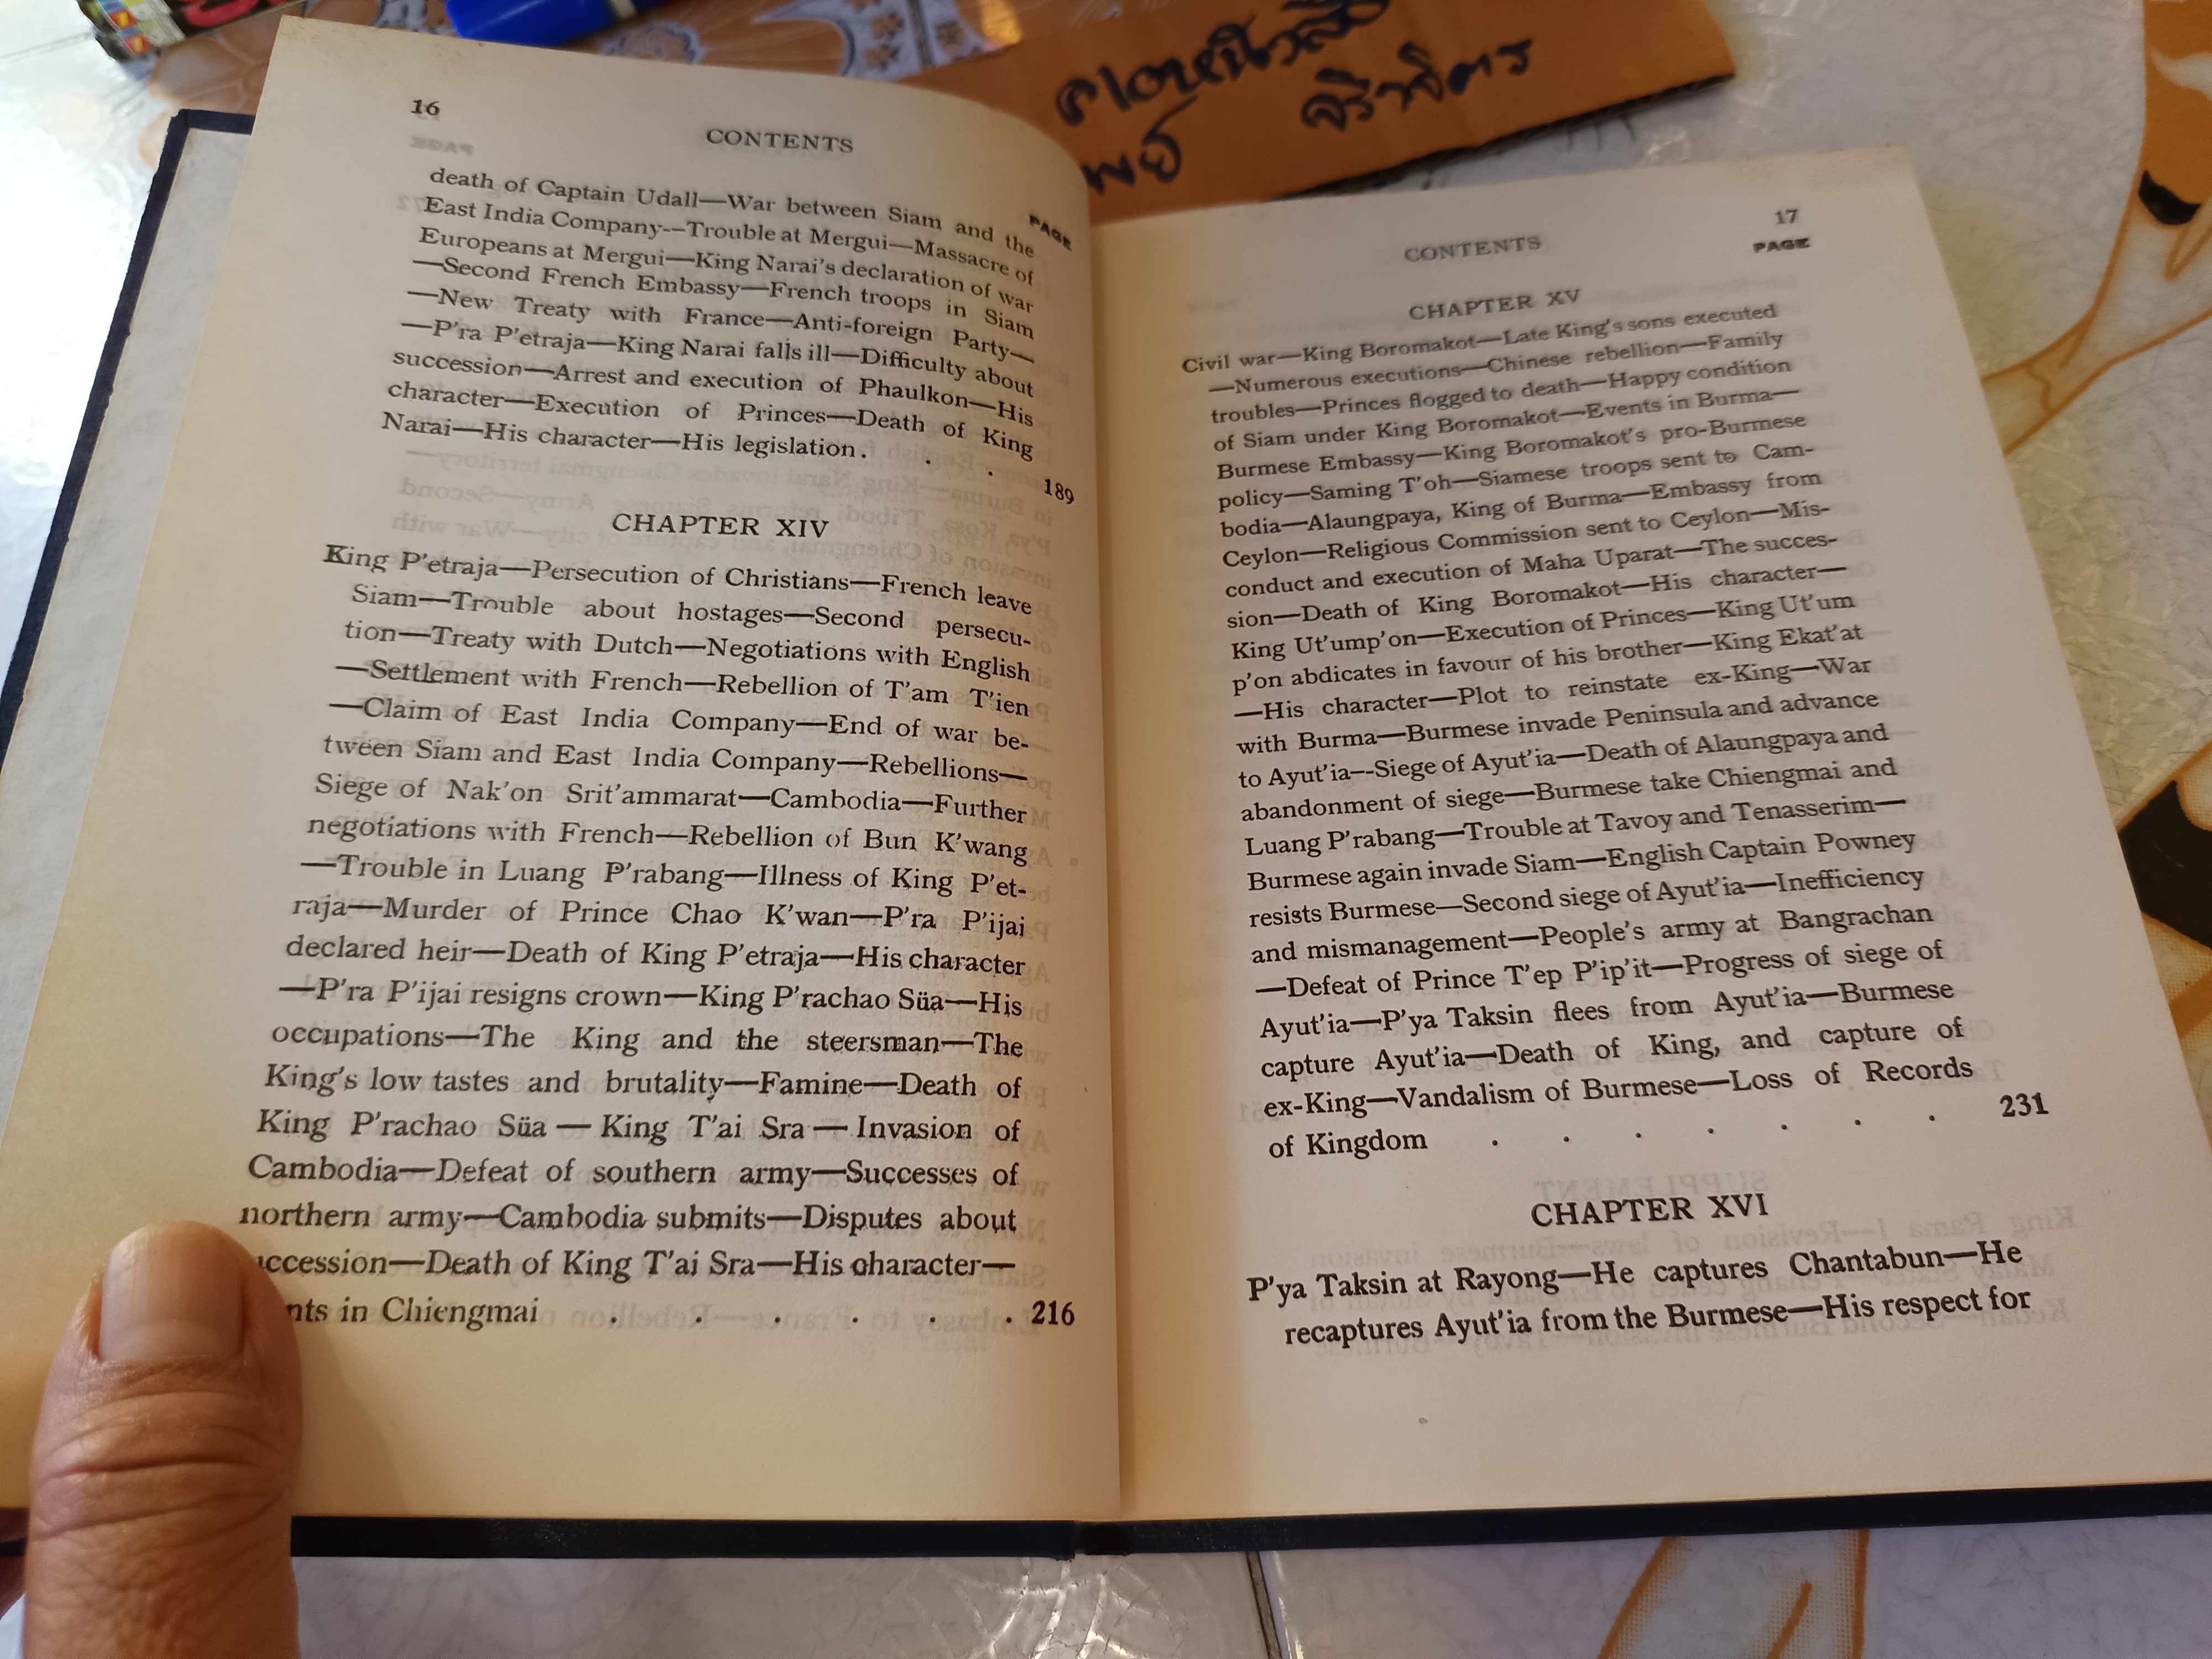 จิราพัตร
พย์
16
CONTENTS
PAGE
death of Captain Udall—War between Siam and the
East India Company--Trouble at Mergui—Massacre of
Europeans at Mergui—King Narai's declaration of war
—Second French Embassy—French troops in Siam
—New Treaty with France—Anti-foreign Party—
—P'ra P'etraja—King Narai falls ill—Difficulty about
succession—Arrest and execution of Phaulkon—His
character—Execution of Princes—Death of King
Narai—His character—His legislation . . . 189
CHAPTER XIV
King P'etraja—Persecution of Christians—French leave
Siam—Trouble about hostages—Second persecu-
tion—Treaty with Dutch—Negotiations with English
—Settlement with French—Rebellion of T'am T'ien
—Claim of East India Company—End of war be-
tween Siam and East India Company—Rebellions—
Siege of Nak'on Srit'ammarat—Cambodia—Further
negotiations with French—Rebellion of Bun K'wang
—Trouble in Luang P'rabang—Illness of King P'et-
raja—Murder of Prince Chao K'wan—P'ra P'ijai
declared heir—Death of King P'etraja—His character
—P'ra P'ijai resigns crown—King P'rachao Süa—His
occupations—The King and the steersman—The
King's low tastes and brutality—Famine—Death of
King P'rachao Süa — King T'ai Sra — Invasion of
Cambodia—Defeat of southern army—Successes of
northern army—Cambodia submits—Disputes about
ccession—Death of King T'ai Sra—His character—
nts in Chiengmai . . . . . . 216
17
CONTENTS
PAGE
CHAPTER XV
Civil war—King Boromakot—Late King's sons executed
—Numerous executions—Chinese rebellion—Family
troubles—Princes flogged to death—Happy condition
of Siam under King Boromakot—Events in Burma—
Burmese Embassy—King Boromakot's pro-Burmese
policy—Saming T'oh—Siamese troops sent to Cam-
bodia—Alaungpaya, King of Burma—Embassy from
Ceylon—Religious Commission sent to Ceylon—Mis-
conduct and execution of Maha Uparat—The succes-
sion—Death of King Boromakot—His character—
King Ut'ump'on—Execution of Princes—King Ut'um
p'on abdicates in favour of his brother—King Ekat'at
—His character—Plot to reinstate ex-King—War
with Burma—Burmese invade Peninsula and advance
to Ayut'ia--Siege of Ayut'ia—Death of Alaungpaya and
abandonment of siege—Burmese take Chiengmai and
Luang P'rabang—Trouble at Tavoy and Tenasserim—
Burmese again invade Siam—English Captain Powney
resists Burmese—Second siege of Ayut'ia—Inefficiency
and mismanagement—People's army at Bangrachan
—Defeat of Prince T'ep P'ip'it—Progress of siege of
Ayut'ia—P'ya Taksin flees from Ayut'ia—Burmese
capture Ayut'ia—Death of King, and capture of
ex-King—Vandalism of Burmese—Loss of Records
of Kingdom . . . . . . . 231
CHAPTER XVI
P'ya Taksin at Rayong—He captures Chantabun—He
recaptures Ayut'ia from the Burmese—His respect for